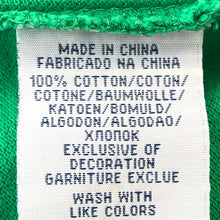 MADE IN CHINA
FABRICADO NA CHINA
100% COTTON/COTON/
COTONE/BAUMWOLLE/
KATOEN/BOMULD/
ALGODON/ALGODAO/
ХЛОПОК
EXCLUSIVE OF
DECORATION
GARNITURE EXCLUE
WASH WITH
LIKE COLORS